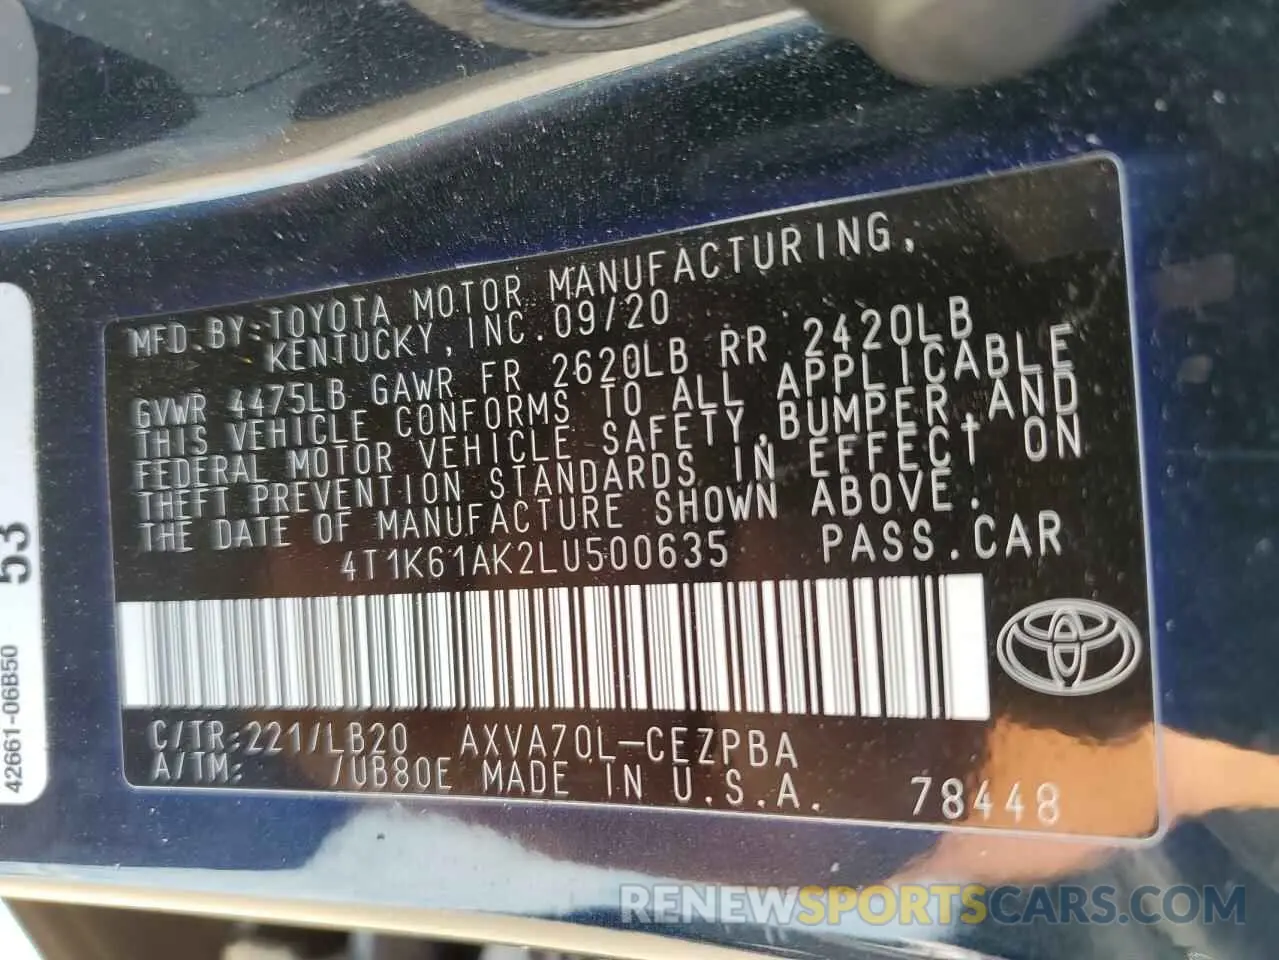 MFD. BY: TOYOTA MOTOR MANUFACTURING,
KENTUCKY, INC. 09/20
GVWR 4475LB GAWR FR 2620LB RR 2420LB
THIS VEHICLE CONFORMS TO ALL APPLICABLE
FEDERAL MOTOR VEHICLE SAFETY, BUMPER, AND
THEFT PREVENTION STANDARDS IN EFFECT ON
THE DATE OF MANUFACTURE SHOWN ABOVE.
4T1K61AK2LU500635 PASS. CAR
C/TR: 221/LB20 AXVA70L-CEZPBA
A/TM: /UB80E MADE IN U.S.A. 78448
42661-06B50 53
RENEWSPORTSCARS.COM